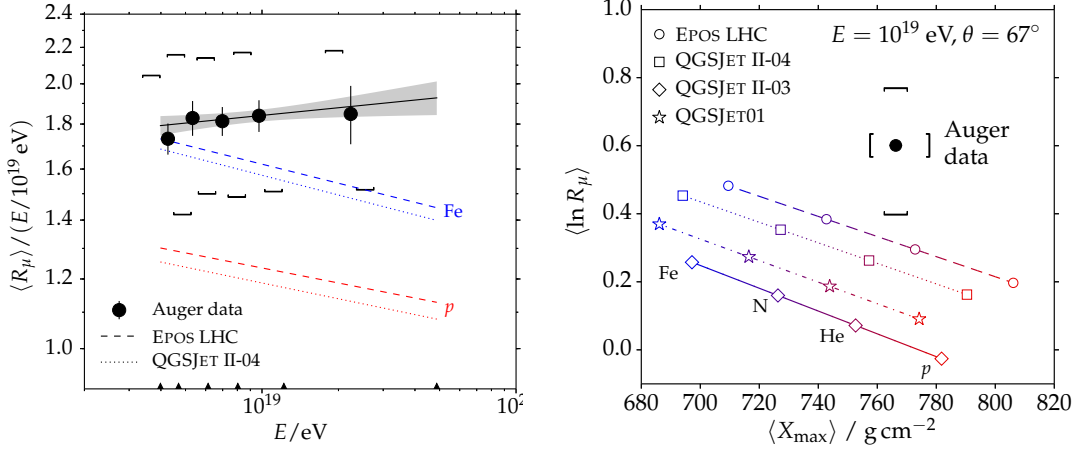 2.4
2.2
2.0
1.8
1.6
1.4
1.2
1.0
⟨R_μ⟩ / (E/10^19 eV)
Fe
p
Auger data
EPOS LHC
QGSJET II-04
10^19
10^2
E/eV
EPOS LHC
QGSJET II-04
QGSJET II-03
QGSJET01
E = 10^19 eV, θ = 67°
Auger
data
0.8
0.6
0.4
0.2
0.0
⟨ln R_μ⟩
Fe
N
He
p
680 700 720 740 760 780 800 820
⟨X_max⟩ / g cm^−2